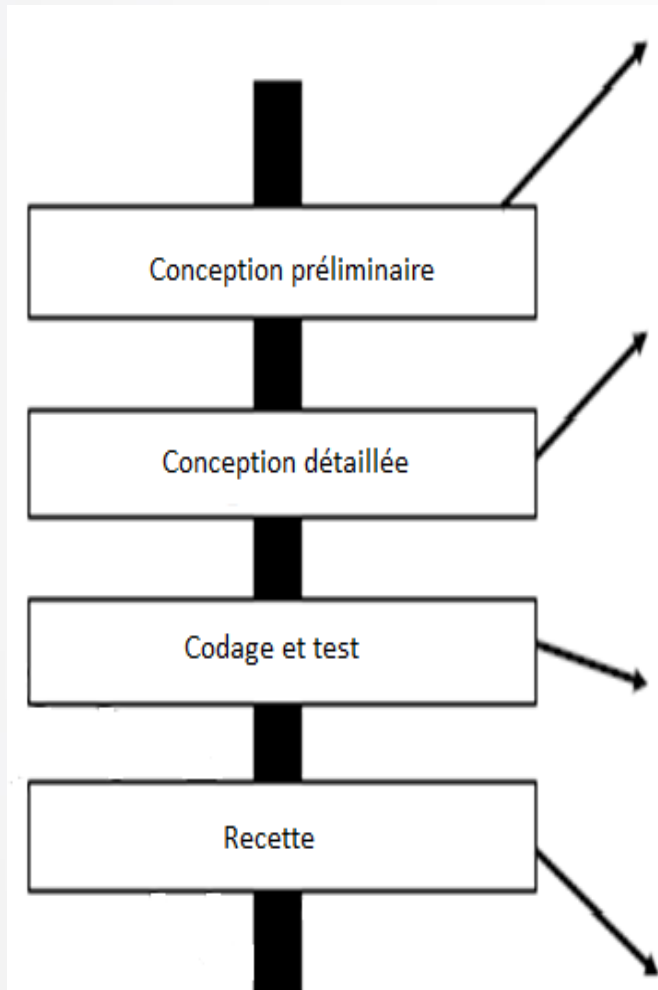 Conception préliminaire
Conception détaillée
Codage et test
Recette